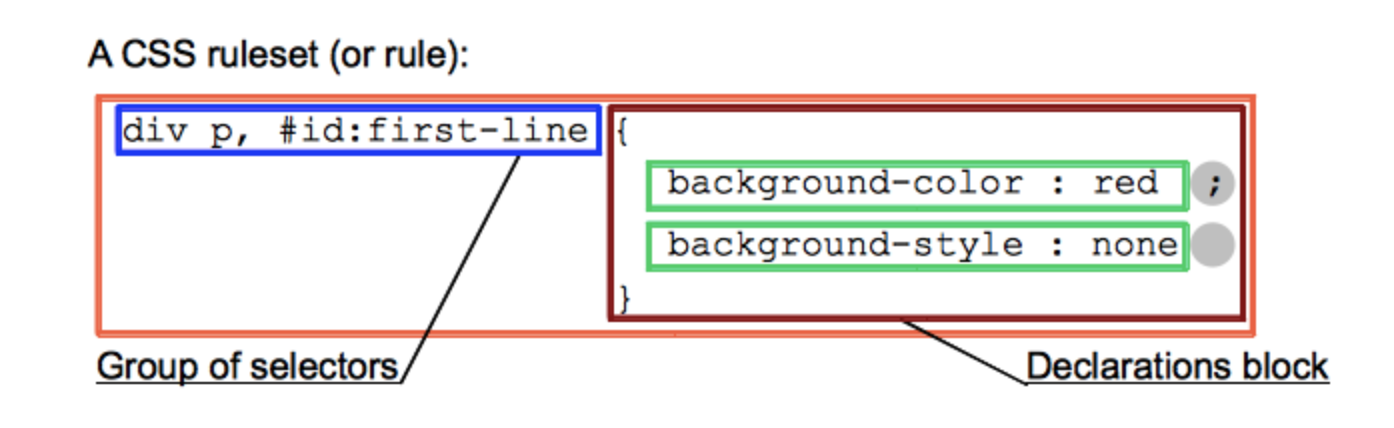 A CSS ruleset (or rule):
div p, #id:first-line {
background-color : red ;
background-style : none
}
Group of selectors
Declarations block